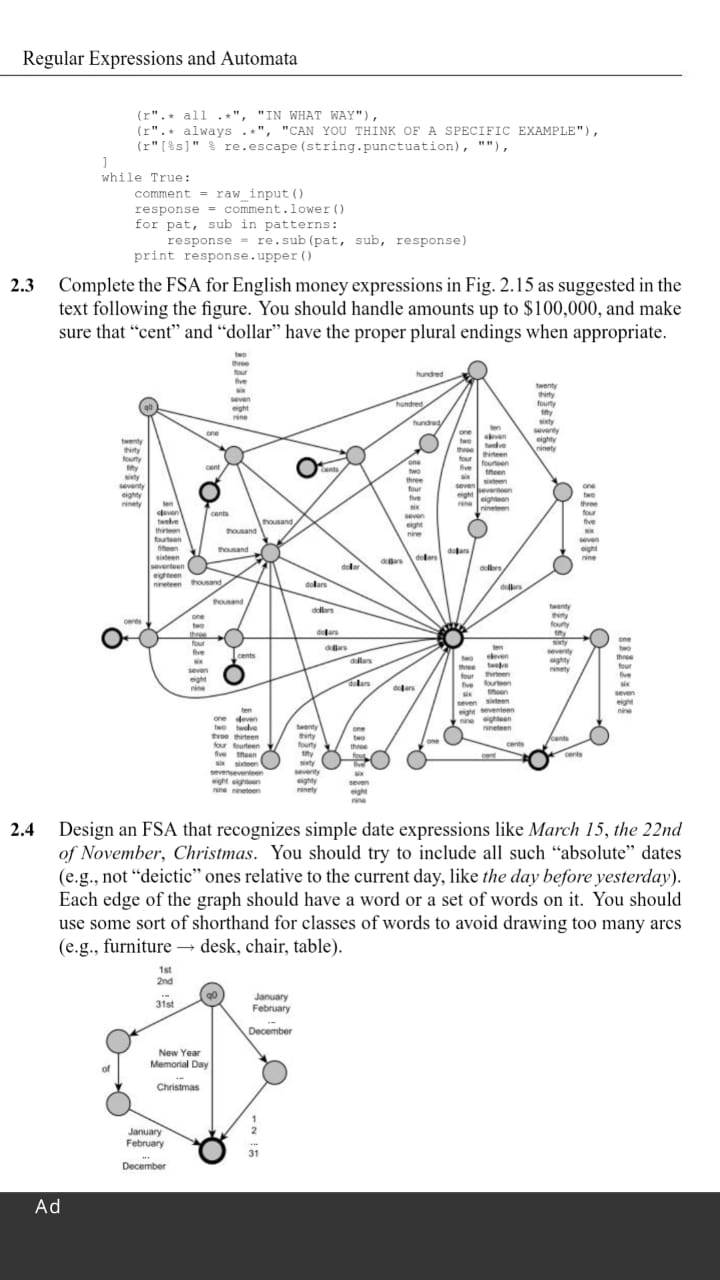 Regular Expressions and Automata
(r".* all .*", "IN WHAT WAY"),
(r".* always .*", "CAN YOU THINK OF A SPECIFIC EXAMPLE"),
(r"[%s]" % re.escape(string.punctuation), ""),
]
while True:
comment = raw_input()
response = comment.lower()
for pat, sub in patterns:
response = re.sub(pat, sub, response)
print response.upper()
2.3 Complete the FSA for English money expressions in Fig. 2.15 as suggested in the
text following the figure. You should handle amounts up to $100,000, and make
sure that “cent” and “dollar” have the proper plural endings when appropriate.
two
three
four
five
six
seven
eight
nine
hundred
q0
hundred
hundred
twenty
thirty
fourty
fifty
sixty
seventy
eighty
ninety
one
cent
cents
twenty
thirty
fourty
fifty
sixty
seventy
eighty
ninety
ten
eleven
twelve
thirteen
fourteen
fifteen
sixteen
seventeen
eighteen
nineteen
cents
thousand
thousand
thousand
thousand
thousand
one
two
three
four
five
six
seven
eight
nine
one
two
three
four
five
six
seven
eight
nine
ten
eleven
twelve
thirteen
fourteen
fifteen
sixteen
seventeen
eighteen
nineteen
one
two
three
four
five
six
seven
eight
nine
dollar
dollars
dollars
dollars
dollars
dollars
dollars
dollars
dollars
dollars
dollars
dollars
dollars
cents
one
two
three
four
five
six
seven
eight
nine
cents
one
two
three
four
five
six
seven
eight
nine
ten
eleven
twelve
thirteen
fourteen
fifteen
sixteen
seventeen
eighteen
nineteen
twenty
thirty
fourty
fifty
sixty
seventy
eighty
ninety
one
two
three
four
five
six
seven
eight
nine
one
two
three
four
five
six
seven
eight
nine
ten
eleven
twelve
thirteen
fourteen
fifteen
sixteen
seventeen
eighteen
nineteen
twenty
thirty
fourty
fifty
sixty
seventy
eighty
ninety
one
two
three
four
five
six
seven
eight
nine
cent
cents
cents
cents
2.4 Design an FSA that recognizes simple date expressions like March 15, the 22nd
of November, Christmas. You should try to include all such “absolute” dates
(e.g., not “deictic” ones relative to the current day, like the day before yesterday).
Each edge of the graph should have a word or a set of words on it. You should
use some sort of shorthand for classes of words to avoid drawing too many arcs
(e.g., furniture → desk, chair, table).
1st
2nd
...
31st
q0
January
February
...
December
of
New Year
Memorial Day
...
Christmas
January
February
...
December
1
2
...
31
Ad